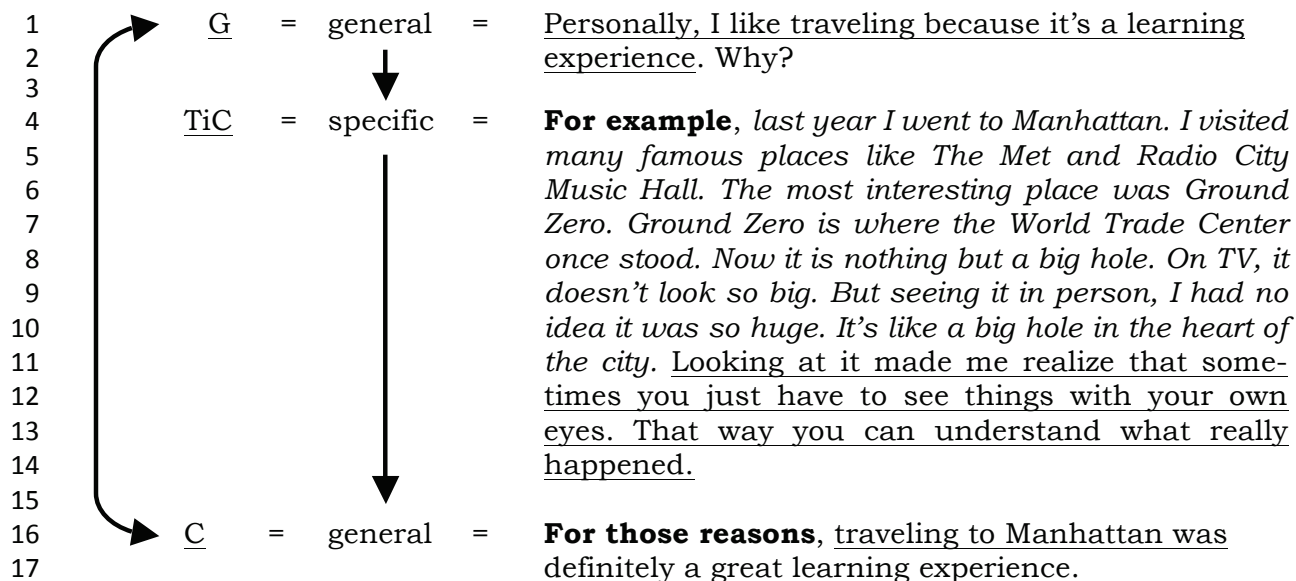 1 G = general = Personally, I like traveling because it's a learning
2 experience. Why?
3
4 TiC = specific = For example, last year I went to Manhattan. I visited
5 many famous places like The Met and Radio City
6 Music Hall. The most interesting place was Ground
7 Zero. Ground Zero is where the World Trade Center
8 once stood. Now it is nothing but a big hole. On TV, it
9 doesn't look so big. But seeing it in person, I had no
10 idea it was so huge. It's like a big hole in the heart of
11 the city. Looking at it made me realize that some-
12 times you just have to see things with your own
13 eyes. That way you can understand what really
14 happened.
15
16 C = general = For those reasons, traveling to Manhattan was
17 definitely a great learning experience.